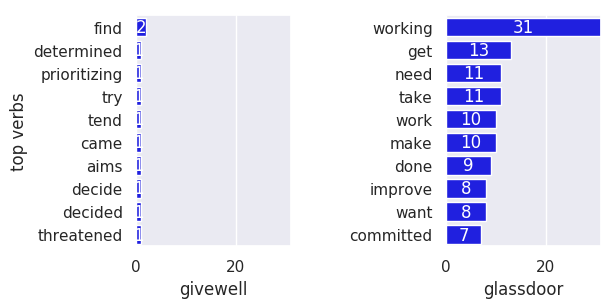 top verbs
find 2
determined 1
prioritizing 1
try 1
tend 1
came 1
aims 1
decide 1
decided 1
threatened 1
0 20
givewell
working 31
get 13
need 11
take 11
work 10
make 10
done 9
improve 8
want 8
committed 7
0 20
glassdoor